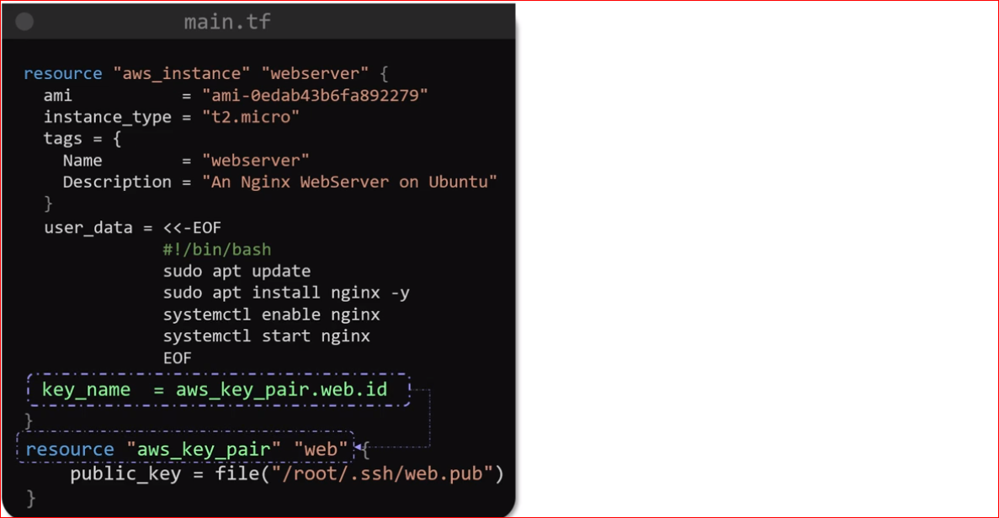 main.tf
resource "aws_instance" "webserver" {
  ami           = "ami-0edab43b6fa892279"
  instance_type = "t2.micro"
  tags = {
    Name        = "webserver"
    Description = "An Nginx WebServer on Ubuntu"
  }
  user_data = <<-EOF
              #!/bin/bash
              sudo apt update
              sudo apt install nginx -y
              systemctl enable nginx
              systemctl start nginx
              EOF
  key_name  = aws_key_pair.web.id
}
resource "aws_key_pair" "web" {
    public_key = file("/root/.ssh/web.pub")
}